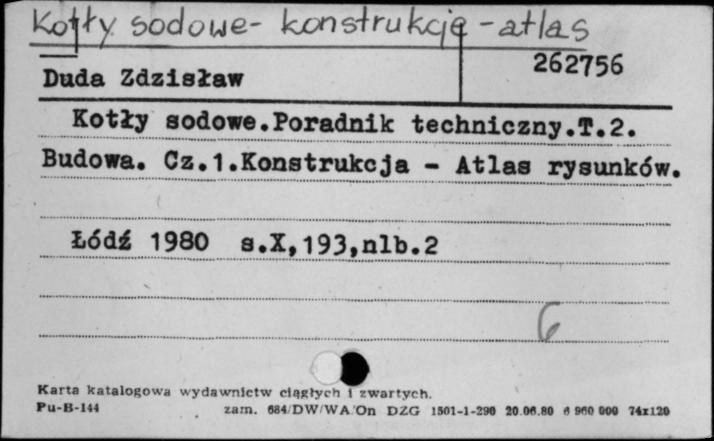 Kotły sodowe - konstrukcje - atlas
262756
Duda Zdzisław
Kotły sodowe.Poradnik techniczny.T.2.
Budowa. Cz.1.Konstrukcja - Atlas rysunków.
Łódź 1980 s.X,193,nlb.2
6
Karta katalogowa wydawnictw ciągłych i zwartych.
Pu-B-144 zam. 684/DW/WA/On DZG 1501-1-290 20.06.80 6 960 000 74x120